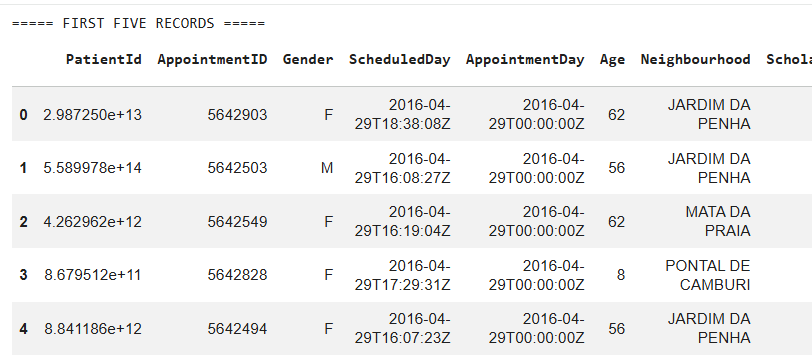 ===== FIRST FIVE RECORDS =====
PatientId AppointmentID Gender ScheduledDay AppointmentDay Age Neighbourhood Schola
0 2.987250e+13 5642903 F 2016-04-29T18:38:08Z 2016-04-29T00:00:00Z 62 JARDIM DA PENHA
1 5.589978e+14 5642503 M 2016-04-29T16:08:27Z 2016-04-29T00:00:00Z 56 JARDIM DA PENHA
2 4.262962e+12 5642549 F 2016-04-29T16:19:04Z 2016-04-29T00:00:00Z 62 MATA DA PRAIA
3 8.679512e+11 5642828 F 2016-04-29T17:29:31Z 2016-04-29T00:00:00Z 8 PONTAL DE CAMBURI
4 8.841186e+12 5642494 F 2016-04-29T16:07:23Z 2016-04-29T00:00:00Z 56 JARDIM DA PENHA